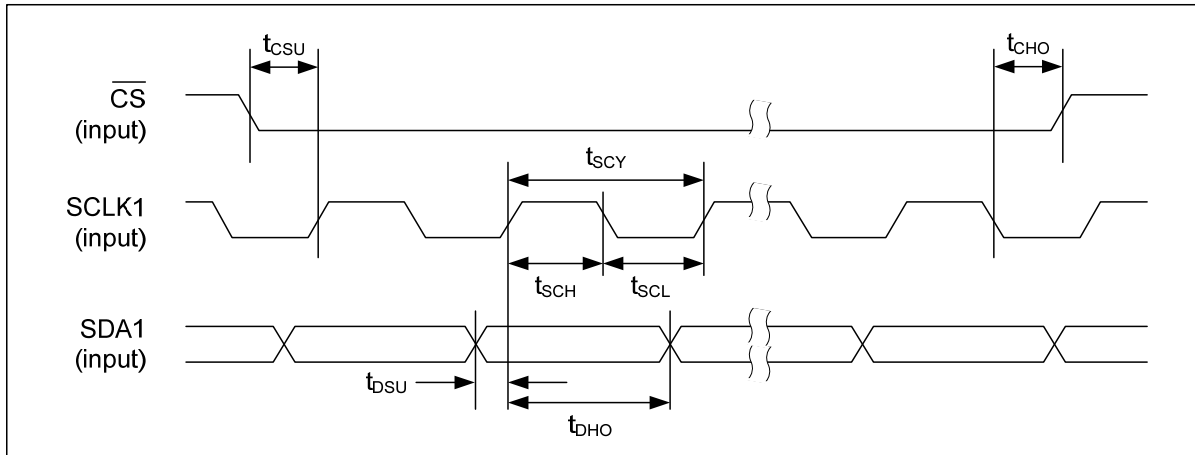 tCSU
tCHO
CS
(input)
tSCY
SCLK1
(input)
tSCH
tSCL
SDA1
(input)
tDSU
tDHO